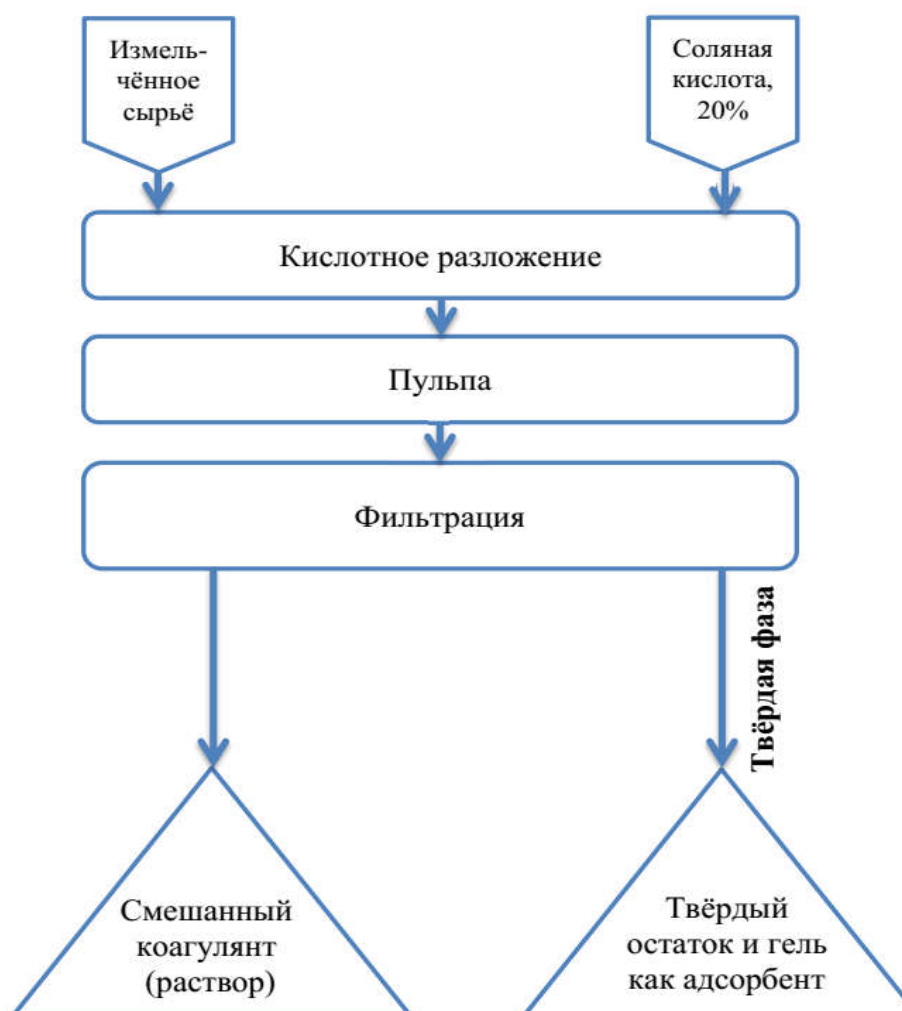 Измель-
чённое
сырьё
Соляная
кислота,
20%
Кислотное разложение
Пульпа
Фильтрация
Твёрдая фаза
Смешанный
коагулянт
(раствор)
Твёрдый
остаток и гель
как адсорбент